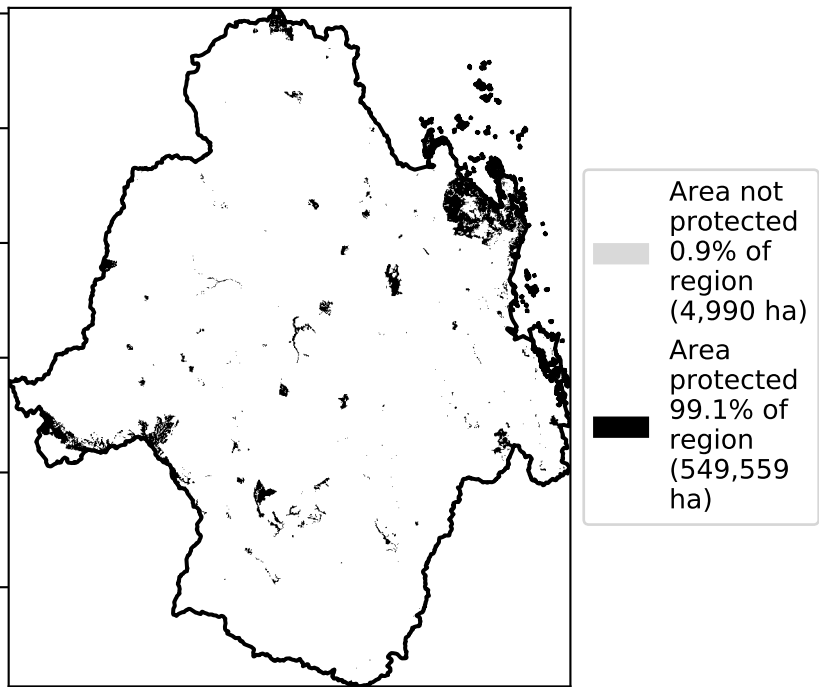 Area not
protected
0.9% of
region
(4,990 ha)
Area
protected
99.1% of
region
(549,559
ha)